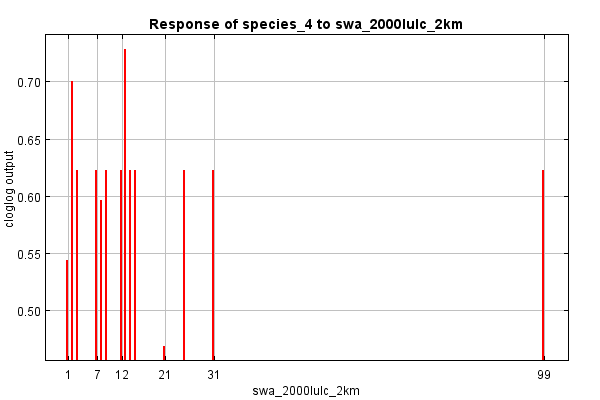 Response of species_4 to swa_2000lulc_2km
0.70
0.65
0.60
0.55
0.50
cloglog output
1 7 12 21 31 99
swa_2000lulc_2km